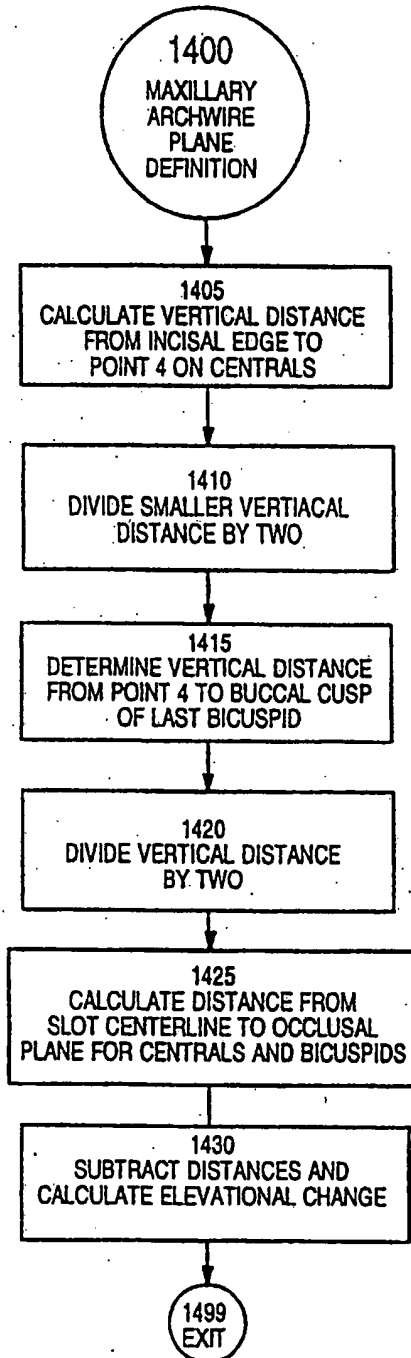 1400
MAXILLARY
ARCHWIRE
PLANE
DEFINITION
1405
CALCULATE VERTICAL DISTANCE
FROM INCISAL EDGE TO
POINT 4 ON CENTRALS
1410
DIVIDE SMALLER VERTIACAL
DISTANCE BY TWO
1415
DETERMINE VERTICAL DISTANCE
FROM POINT 4 TO BUCCAL CUSP
OF LAST BICUSPID
1420
DIVIDE VERTICAL DISTANCE
BY TWO
1425
CALCULATE DISTANCE FROM
SLOT CENTERLINE TO OCCLUSAL
PLANE FOR CENTRALS AND BICUSPIDS
1430
SUBTRACT DISTANCES AND
CALCULATE ELEVATIONAL CHANGE
1499
EXIT